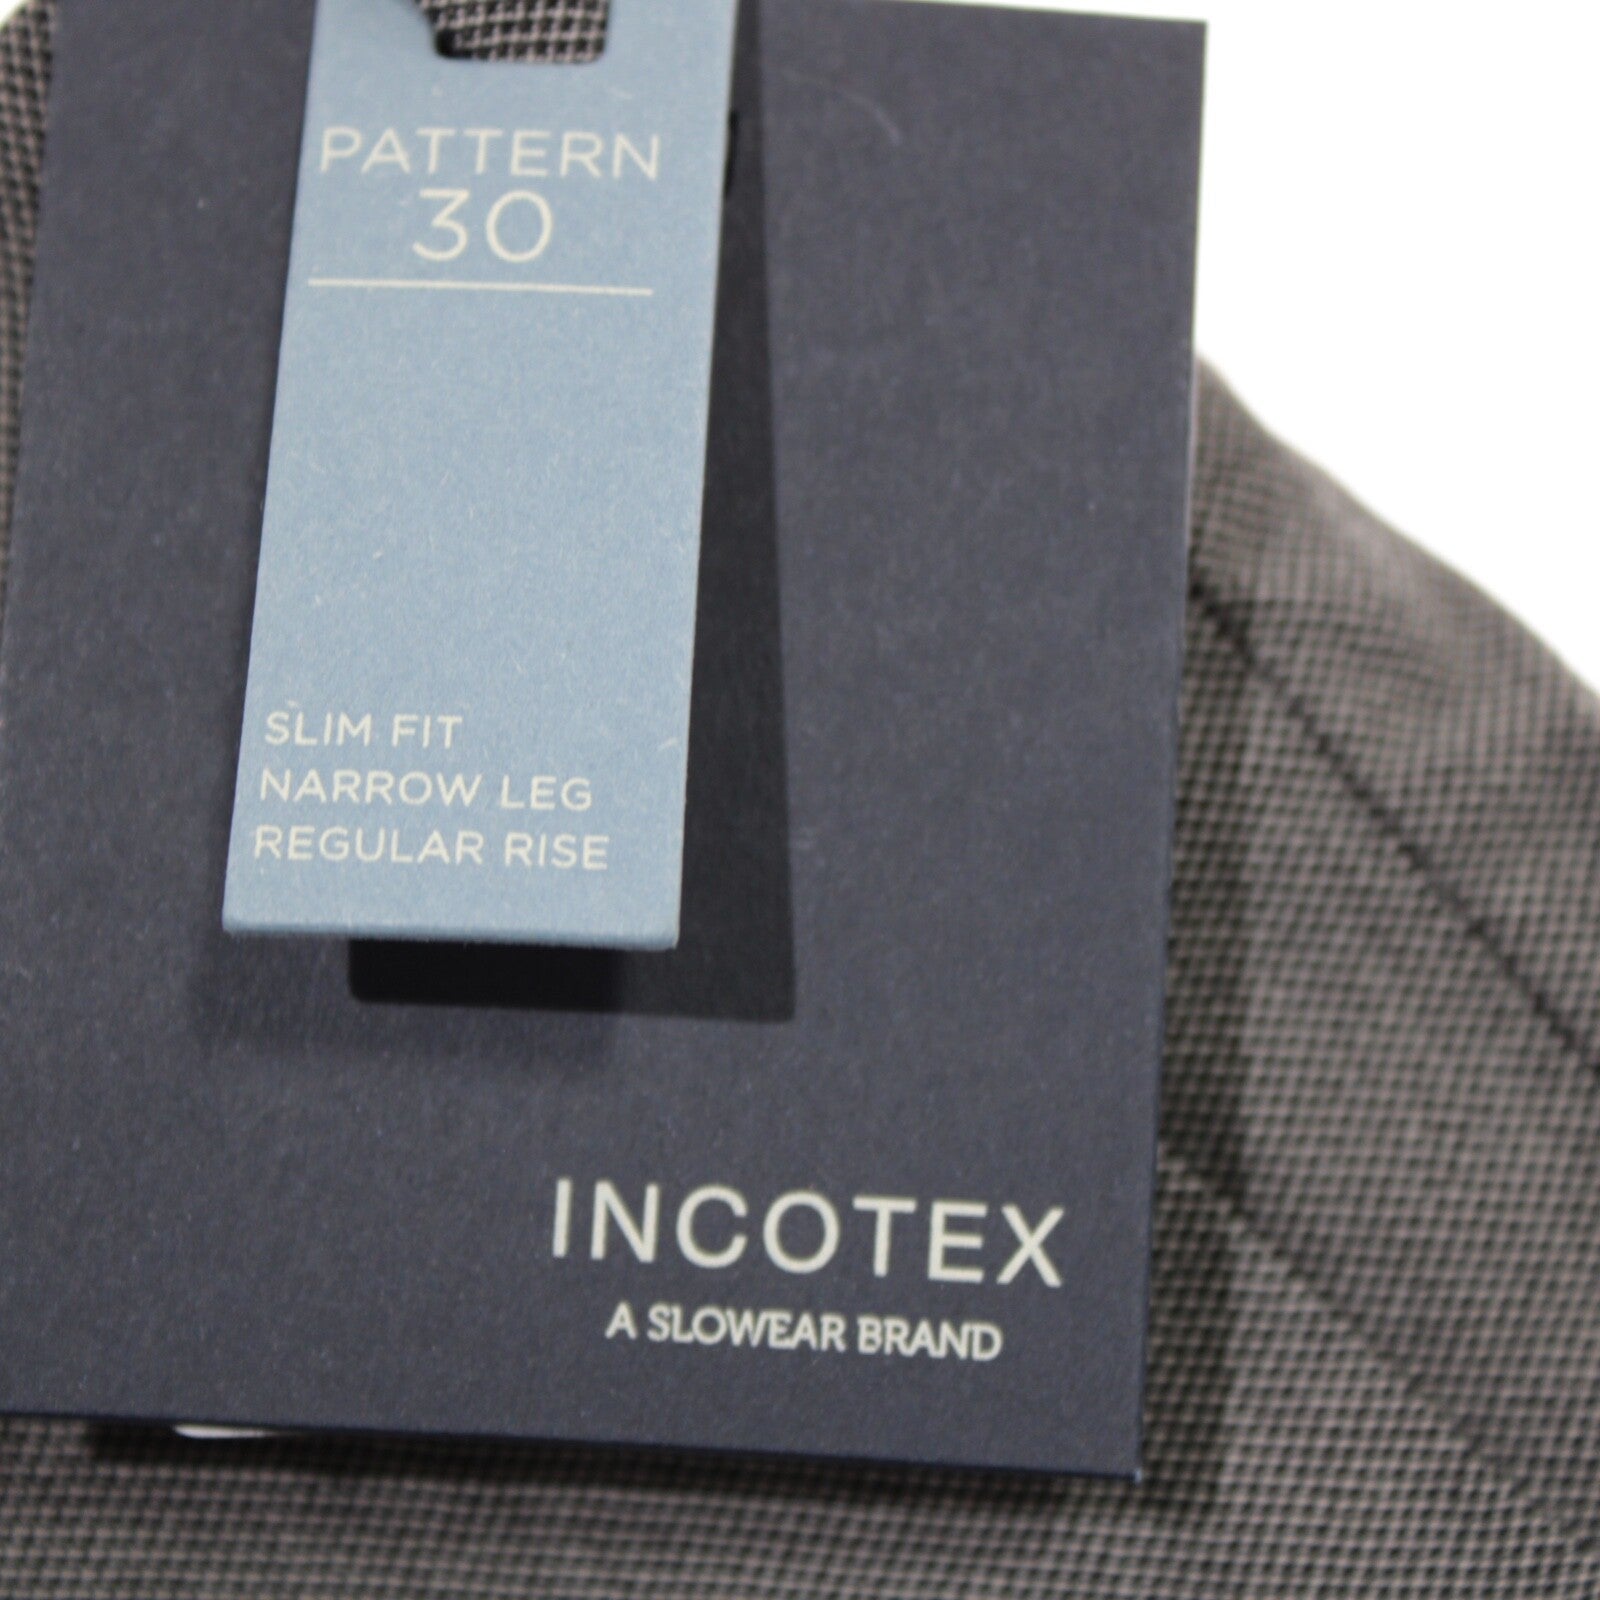 PATTERN
30
SLIM FIT
NARROW LEG
REGULAR RISE
INCOTEX
A SLOWEAR BRAND